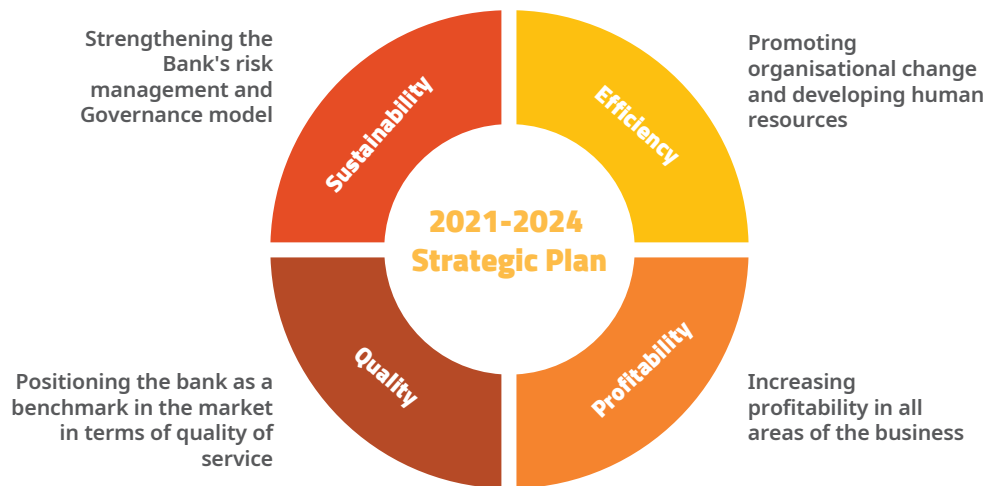 Strengthening the
Bank's risk
management and
Governance model
Sustainability
Efficiency
Promoting
organisational change
and developing human
resources
2021-2024
Strategic Plan
Positioning the bank as a
benchmark in the market
in terms of quality of
service
Quality
Profitability
Increasing
profitability in all
areas of the business